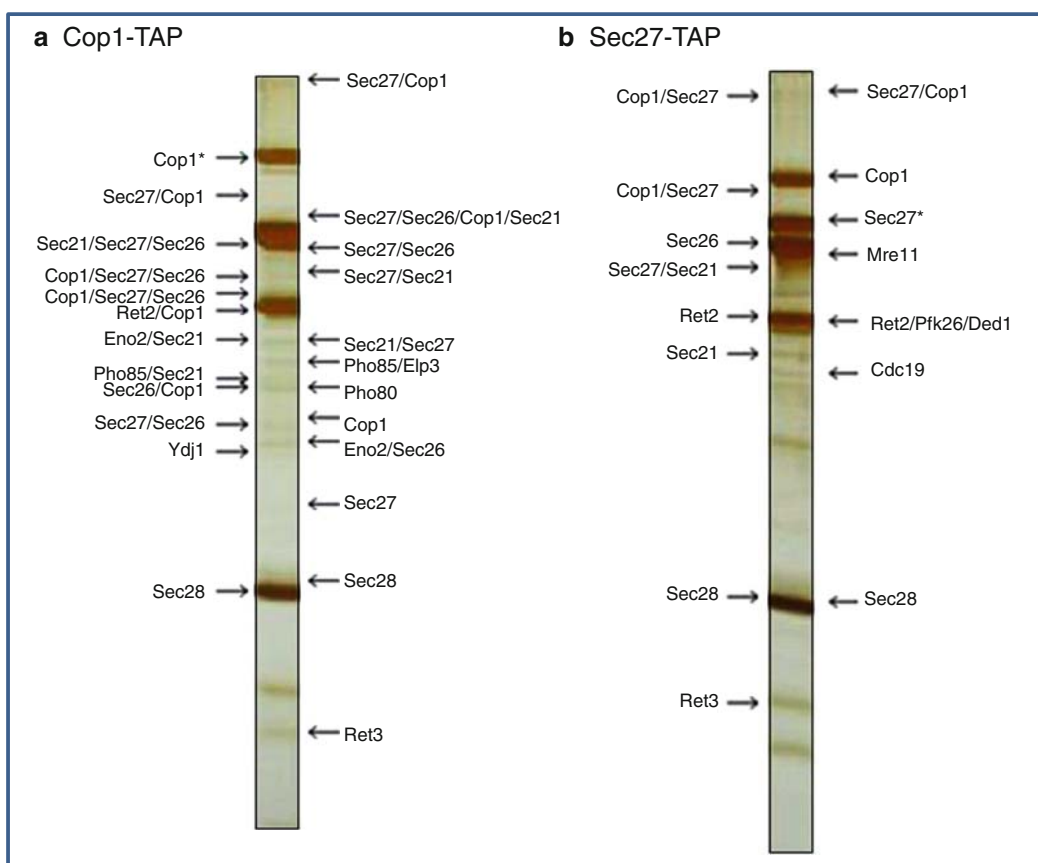 a Cop1-TAP
Sec27/Cop1
Cop1*
Sec27/Cop1
Sec27/Sec26/Cop1/Sec21
Sec21/Sec27/Sec26
Sec27/Sec26
Sec27/Sec21
Cop1/Sec27/Sec26
Cop1/Sec27/Sec26
Ret2/Cop1
Eno2/Sec21
Sec21/Sec27
Pho85/Elp3
Pho85/Sec21
Sec26/Cop1
Pho80
Sec27/Sec26
Cop1
Ydj1
Eno2/Sec26
Sec27
Sec28
Sec28
Ret3
b Sec27-TAP
Cop1/Sec27
Sec27/Cop1
Cop1
Cop1/Sec27
Sec27*
Sec26
Mre11
Sec27/Sec21
Ret2
Ret2/Pfk26/Ded1
Sec21
Cdc19
Sec28
Sec28
Ret3